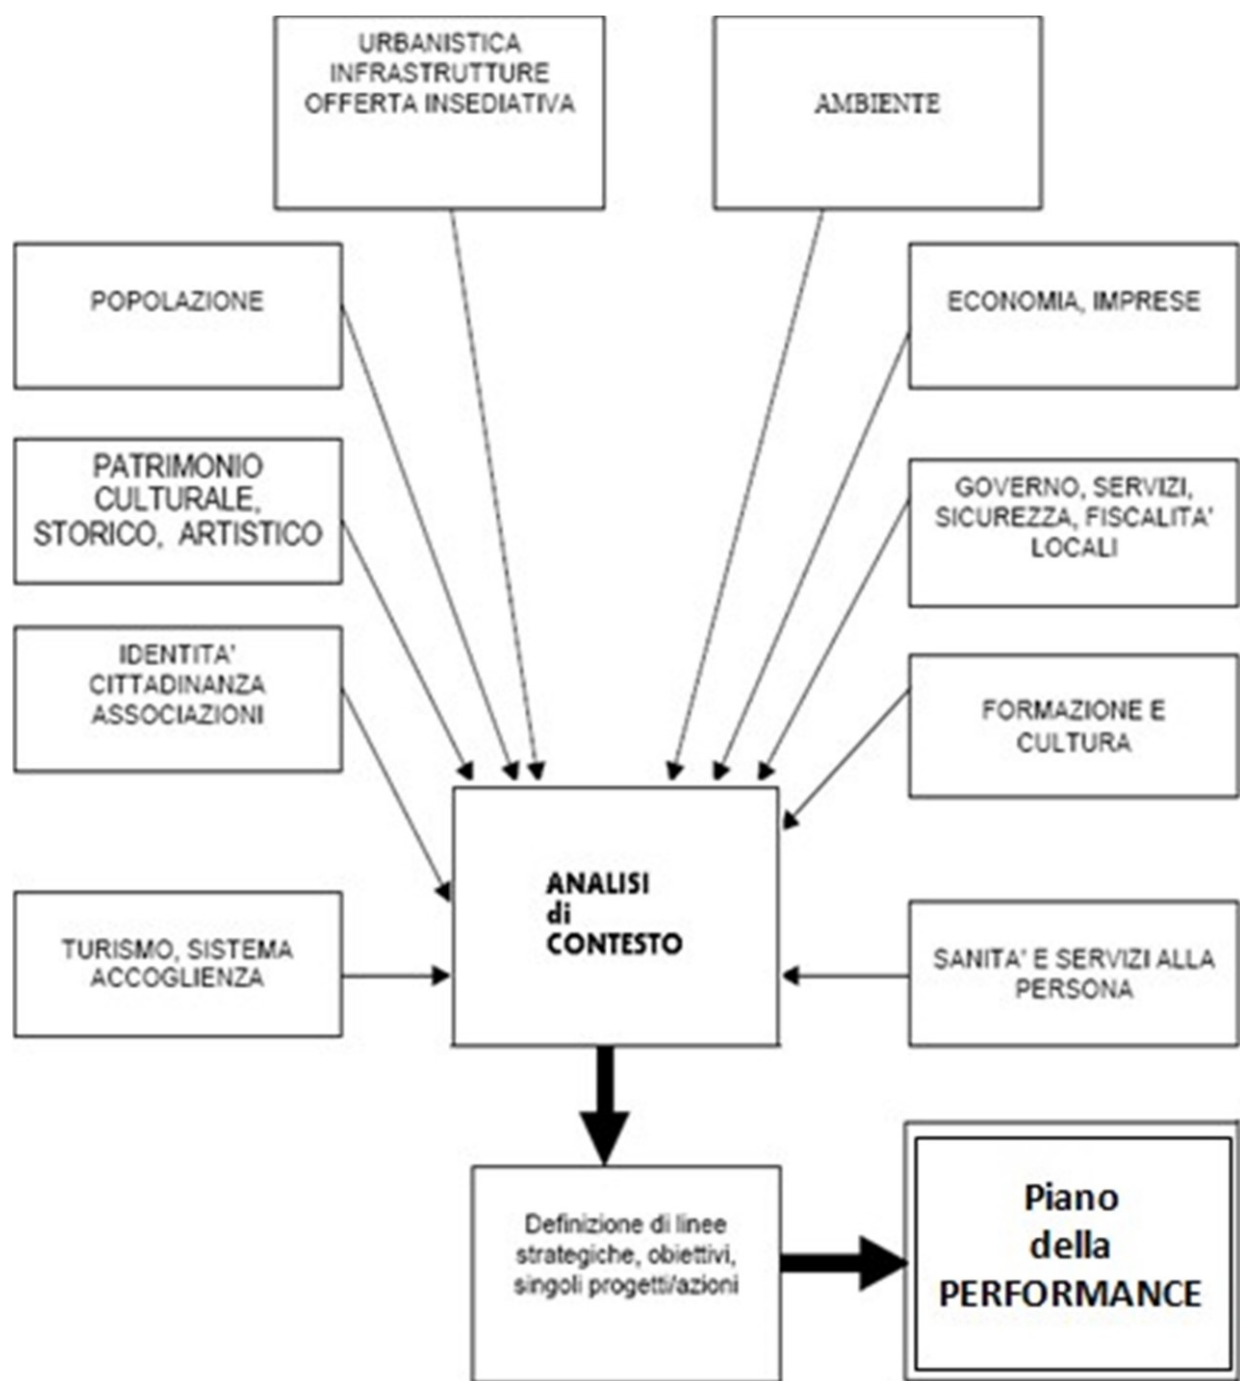 URBANISTICA
INFRASTRUTTURE
OFFERTA INSEDIATIVA
AMBIENTE
POPOLAZIONE
ECONOMIA, IMPRESE
PATRIMONIO
CULTURALE,
STORICO, ARTISTICO
GOVERNO, SERVIZI,
SICUREZZA, FISCALITA'
LOCALI
IDENTITA'
CITTADINANZA
ASSOCIAZIONI
FORMAZIONE E
CULTURA
ANALISI
di
CONTESTO
TURISMO, SISTEMA
ACCOGLIENZA
SANITA' E SERVIZI ALLA
PERSONA
Definizione di linee
strategiche, obiettivi,
singoli progetti/azioni
Piano
della
PERFORMANCE